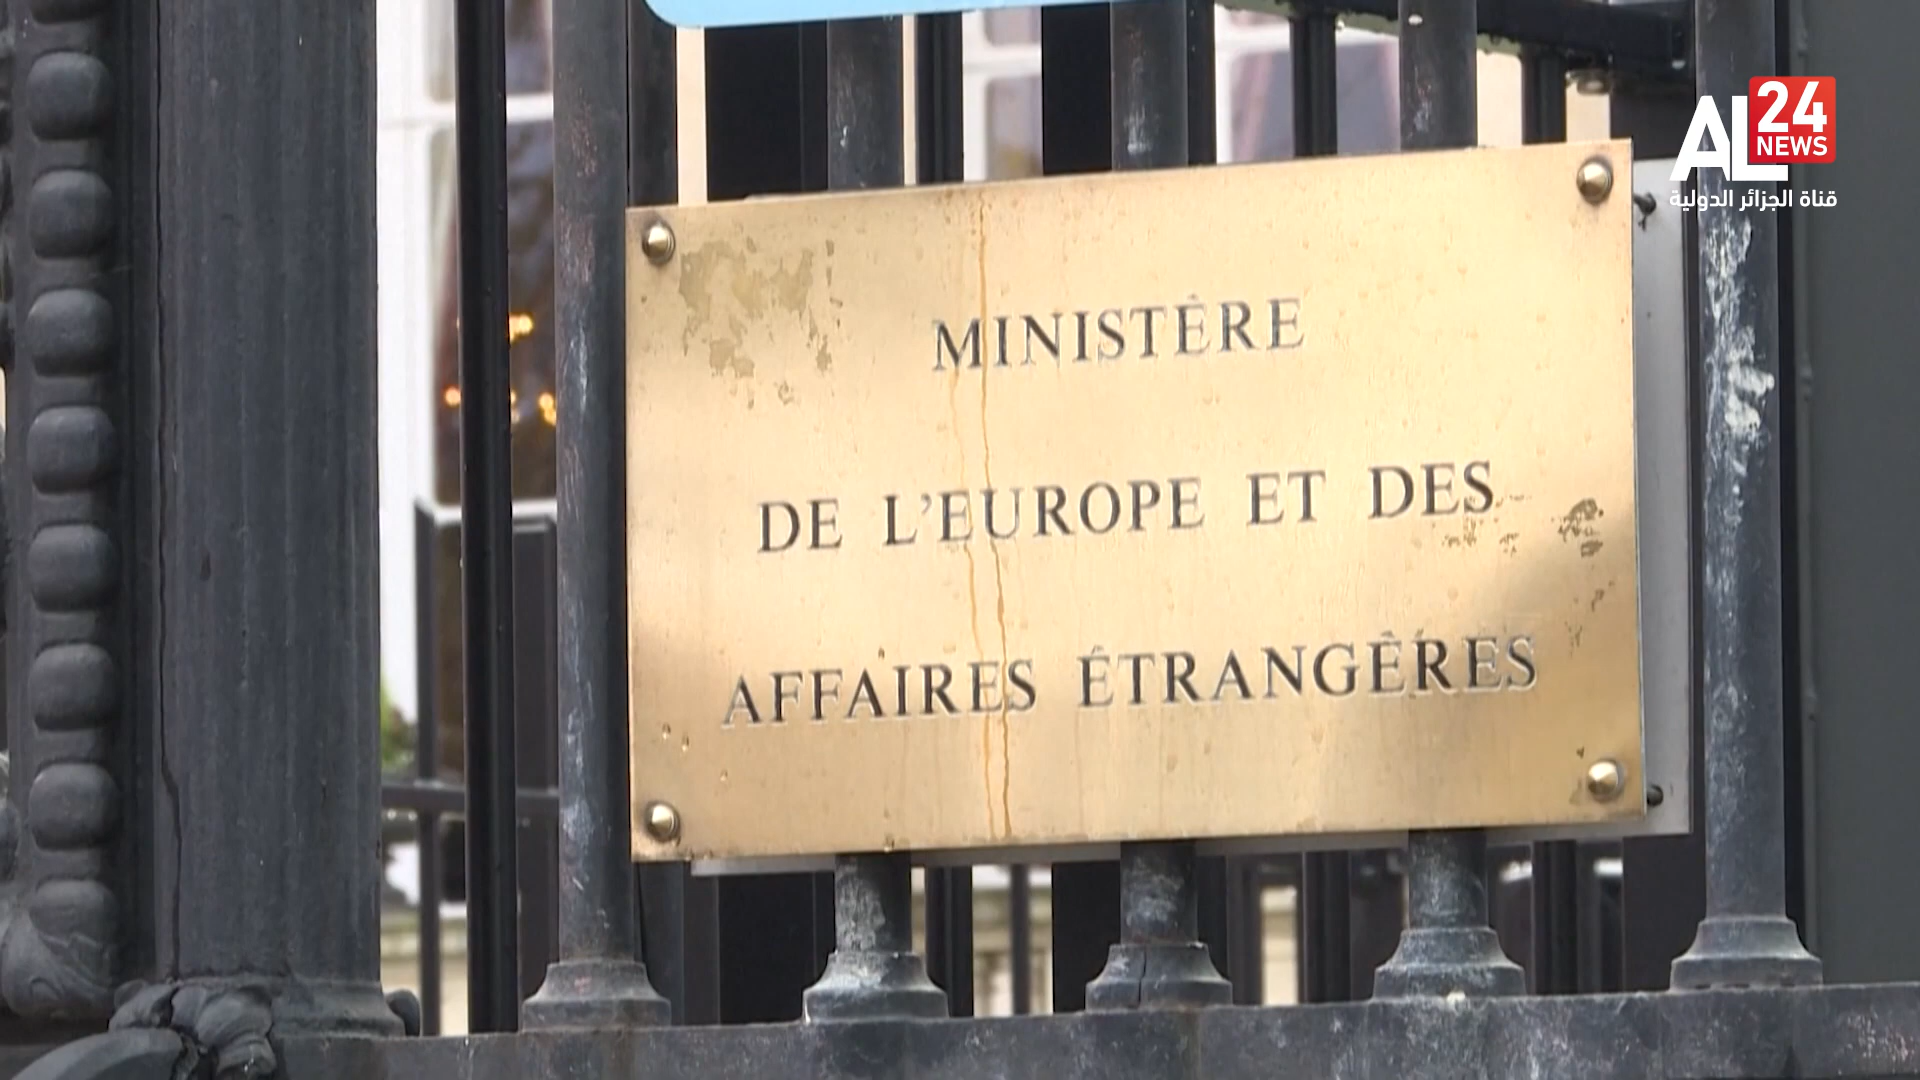 AL 24 NEWS
قناة الجزائر الدولية
MINISTÈRE
DE L'EUROPE ET DES
AFFAIRES ÉTRANGÈRES